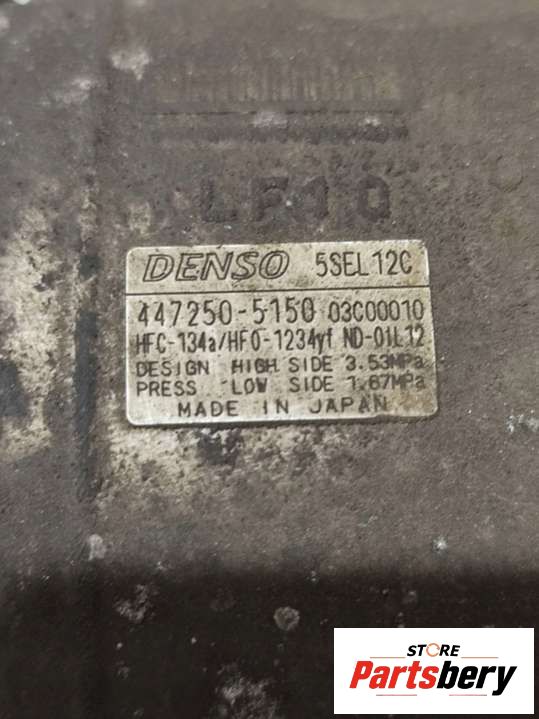 LF10
DENSO 5SEL12C
447250-5150 03C00010
HFC-134a/HFO-1234yf ND-OIL12
DESIGN HIGH SIDE 3.53MPa
PRESS LOW SIDE 1.67MPa
MADE IN JAPAN
STORE
Partsbery